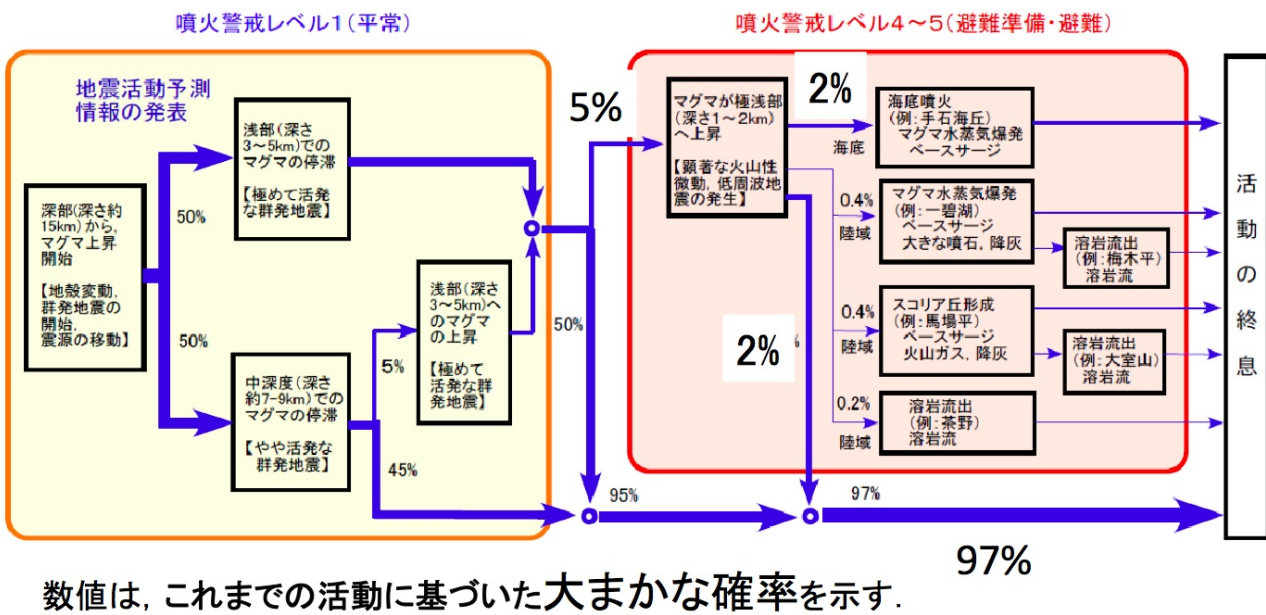 噴火警戒レベル1(平常)
地震活動予測
情報の発表
深部(深さ約
15km)から,
マグマ上昇
開始
【地殻変動,
群発地震の
開始,
震源の移動】
50%
50%
浅部(深さ
3～5km)での
マグマの停滞
【極めて活発
な群発地震】
中深度(深さ
約7-9km)での
マグマの停滞
【やや活発な
群発地震】
5%
45%
浅部(深さ
3～5km)へ
のマグマ
の上昇
【極めて
活発な群
発地震】
50%
5%
95%
噴火警戒レベル4～5(避難準備・避難)
マグマが極浅部
(深さ1～2km)
へ上昇
【顕著な火山性
微動, 低周波地
震の発生】
2%
海底
0.4%
陸域
0.4%
陸域
0.2%
陸域
2%
海底噴火
(例:手石海丘)
マグマ水蒸気爆発
ベースサージ
マグマ水蒸気爆発
(例:一碧湖)
ベースサージ
大きな噴石, 降灰
溶岩流出
(例:梅木平)
溶岩流
スコリア丘形成
(例:馬場平)
ベースサージ
火山ガス, 降灰
溶岩流出
(例:大室山)
溶岩流
溶岩流出
(例:茶野)
溶岩流
97%
97%
活動の終息
数値は, これまでの活動に基づいた大まかな確率を示す.